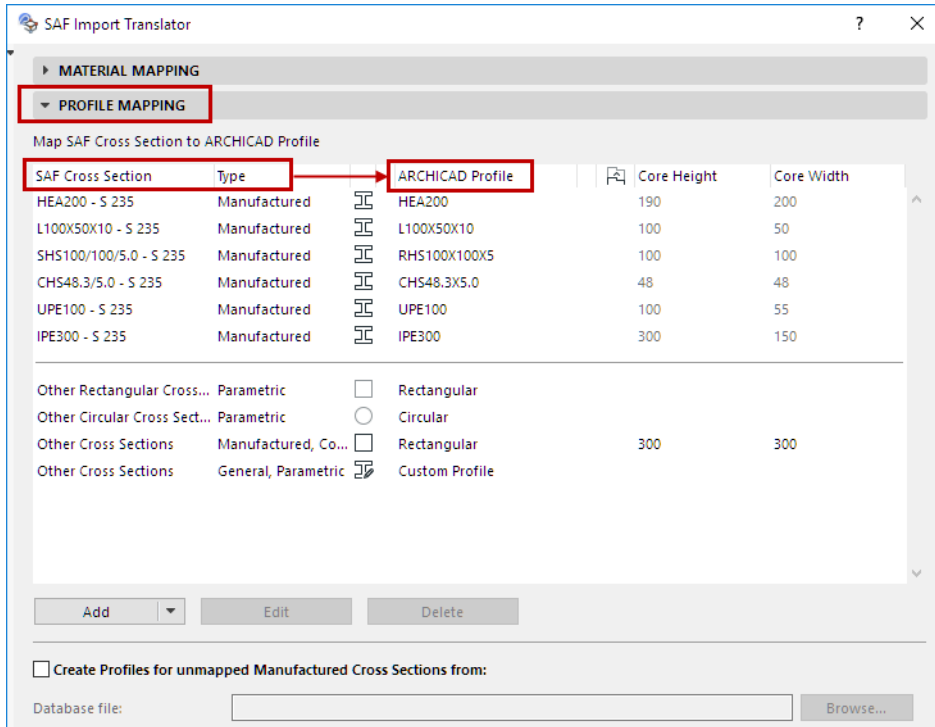 SAF Import Translator ?
MATERIAL MAPPING
PROFILE MAPPING
Map SAF Cross Section to ARCHICAD Profile
SAF Cross Section Type ARCHICAD Profile Core Height Core Width
HEA200 - S 235 Manufactured HEA200 190 200
L100X50X10 - S 235 Manufactured L100X50X10 100 50
SHS100/100/5.0 - S 235 Manufactured RHS100X100X5 100 100
CHS48.3/5.0 - S 235 Manufactured CHS48.3X5.0 48 48
UPE100 - S 235 Manufactured UPE100 100 55
IPE300 - S 235 Manufactured IPE300 300 150
Other Rectangular Cross... Parametric Rectangular
Other Circular Cross Sect... Parametric Circular
Other Cross Sections Manufactured, Co... Rectangular 300 300
Other Cross Sections General, Parametric Custom Profile
Add Edit Delete
Create Profiles for unmapped Manufactured Cross Sections from:
Database file: Browse...